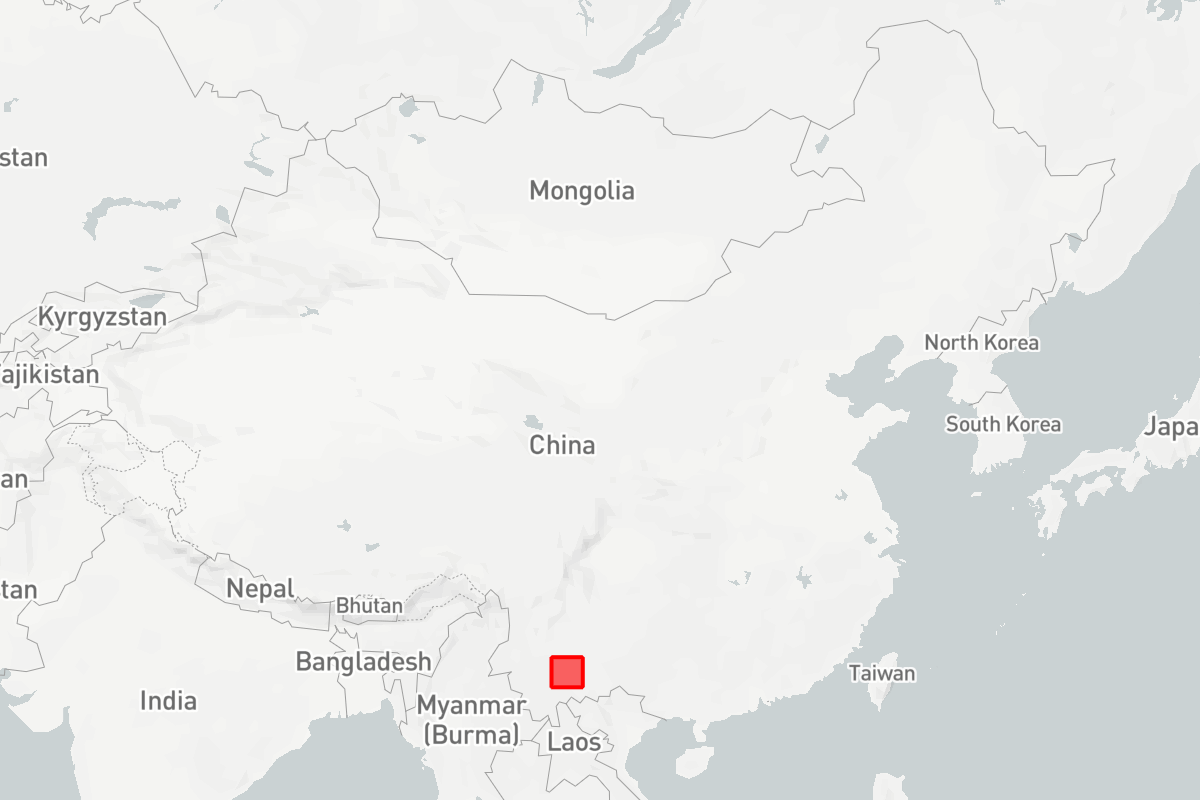 stan
Mongolia
Kyrgyzstan
North Korea
ajikistan
South Korea
Japa
China
an
Nepal
stan
Bhutan
Bangladesh
Taiwan
India
Myanmar
(Burma)
Laos